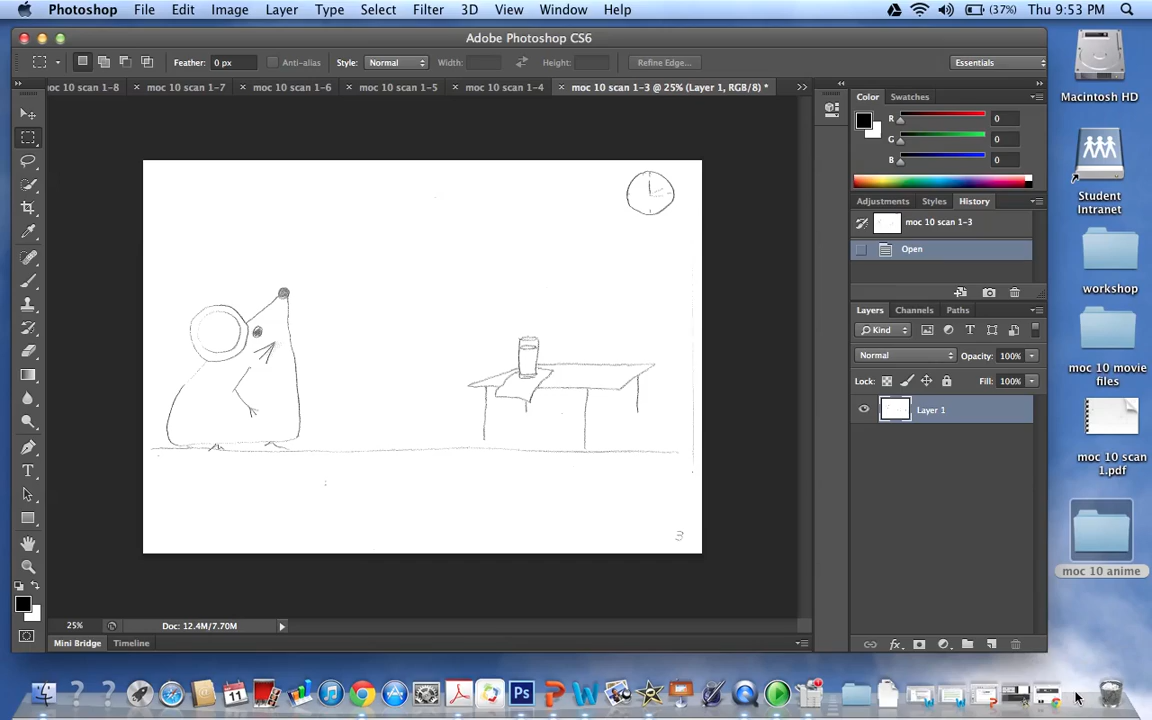 Photoshop File Edit Image Layer Type Select Filter 3D View Window Help (37%) Thu 9:53 PM
Adobe Photoshop CS6
Feather: 0 px Anti-alias Style: Normal Width: Height: Refine Edge... Essentials
oc 10 scan 1-8 × moc 10 scan 1-7 × moc 10 scan 1-6 × moc 10 scan 1-5 × moc 10 scan 1-4 × moc 10 scan 1-3 @ 25% (Layer 1, RGB/8) *
Color Swatches
R 0
G 0
B 0
Adjustments Styles History
moc 10 scan 1-3
Open
Layers Channels Paths
Kind
Normal Opacity: 100%
Lock: Fill: 100%
Layer 1
3
25% Doc: 12.4M/7.70M
Mini Bridge Timeline
Macintosh HD
Student
Intranet
workshop
moc 10 movie
files
moc 10 scan
1.pdf
moc 10 anime
11
Ps